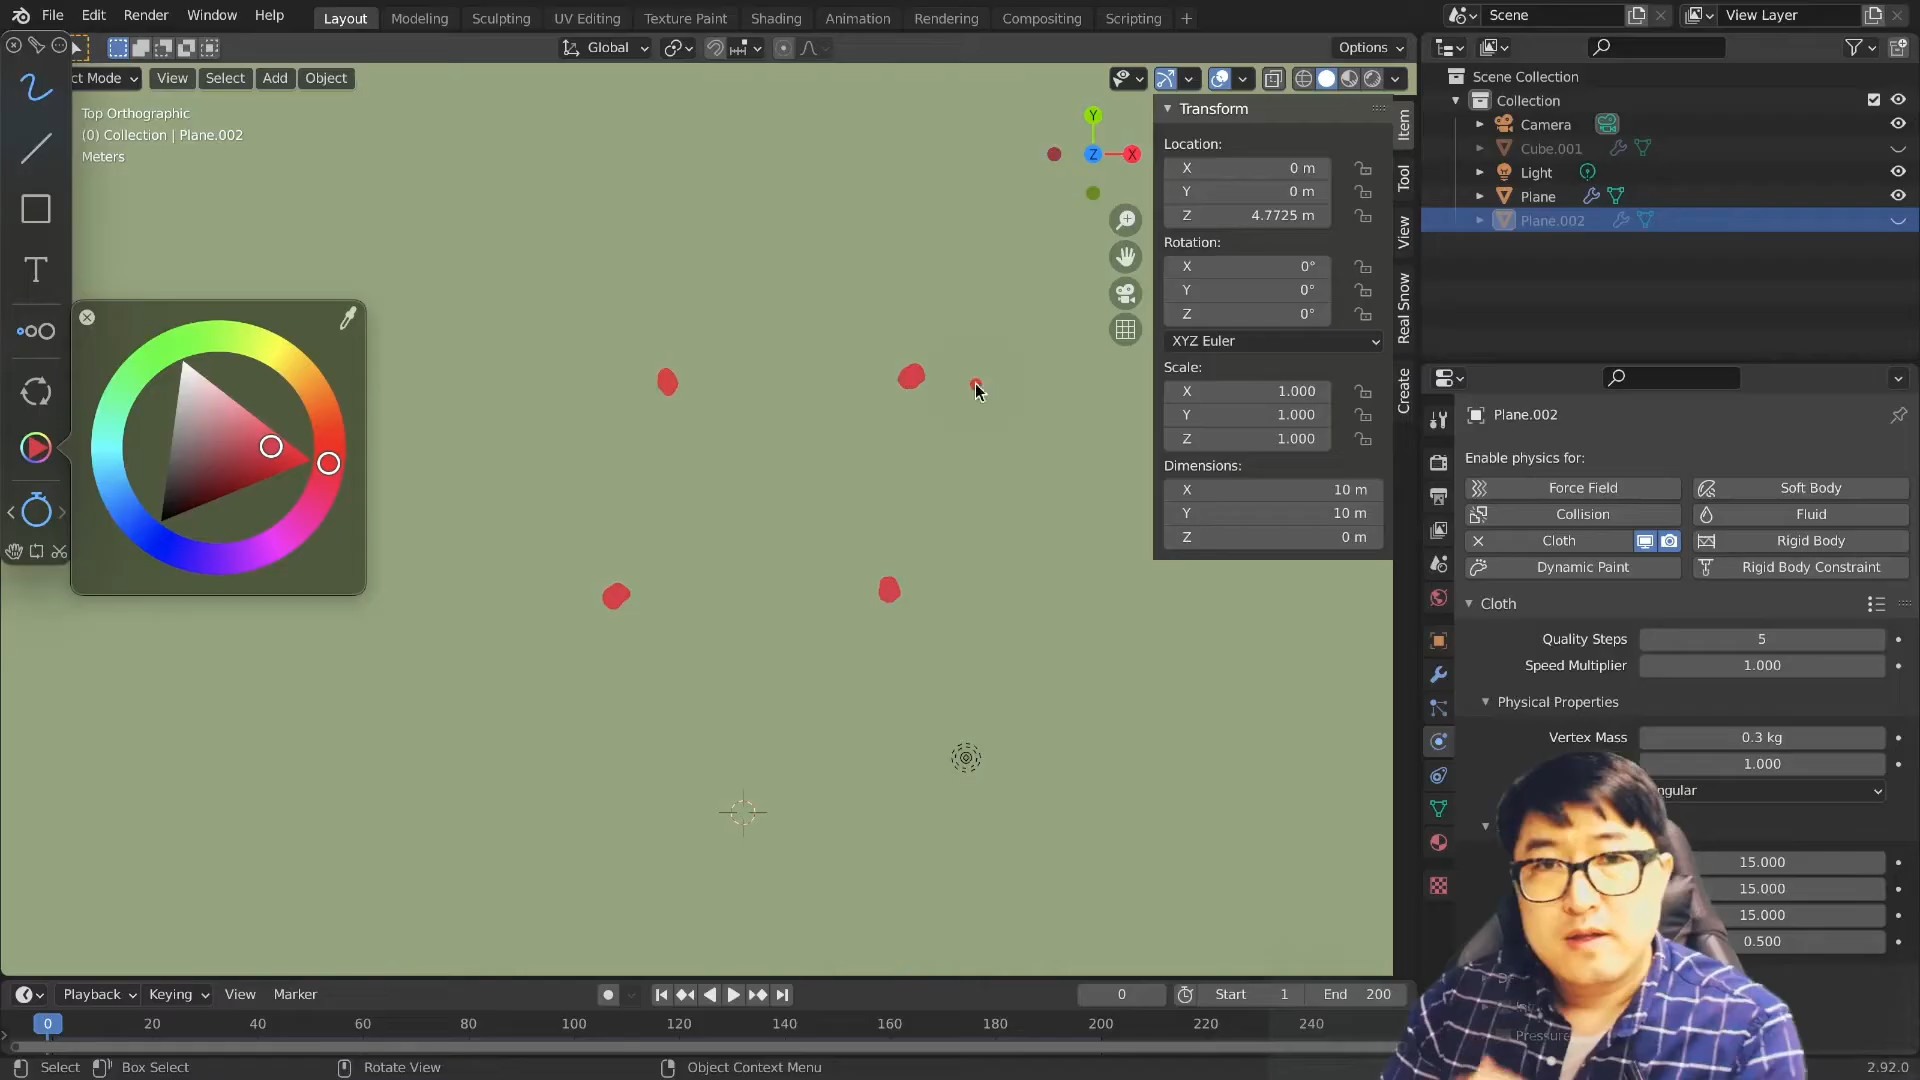 File Edit Render Window Help
Layout Modeling Sculpting UV Editing Texture Paint Shading Animation Rendering Compositing Scripting +
Scene
View Layer
Global
Options
ct Mode View Select Add Object
Top Orthographic
(0) Collection | Plane.002
Meters
Y
Z X
Transform
Location:
X 0 m
Y 0 m
Z 4.7725 m
Rotation:
X 0°
Y 0°
Z 0°
XYZ Euler
Scale:
X 1.000
Y 1.000
Z 1.000
Dimensions:
X 10 m
Y 10 m
Z 0 m
Item
Tool
View
Real Snow
Create
T
Scene Collection
Collection
Camera
Cube.001
Light
Plane
Plane.002
Plane.002
Enable physics for:
Force Field Soft Body
Collision Fluid
Cloth Rigid Body
Dynamic Paint Rigid Body Constraint
Cloth
Quality Steps 5
Speed Multiplier 1.000
Physical Properties
Vertex Mass 0.3 kg
1.000
ngular
15.000
15.000
15.000
0.500
Pressure
Playback Keying View Marker
0 Start 1 End 200
0 20 40 60 80 100 120 140 160 180 200 220 240
Select Box Select Rotate View Object Context Menu
2.92.0